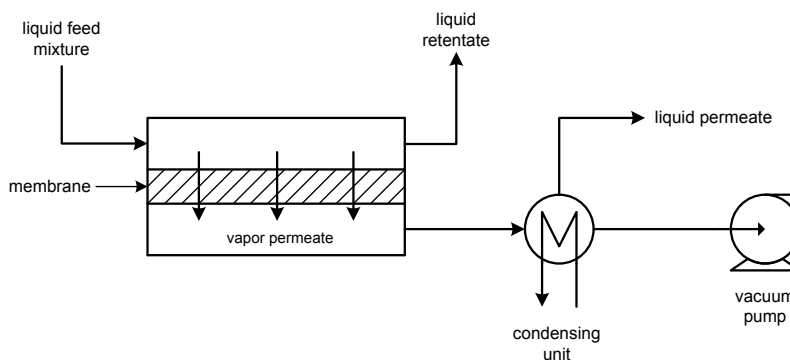 liquid feed
mixture
liquid
retentate
liquid permeate
membrane
vapor permeate
condensing
unit
vacuum
pump